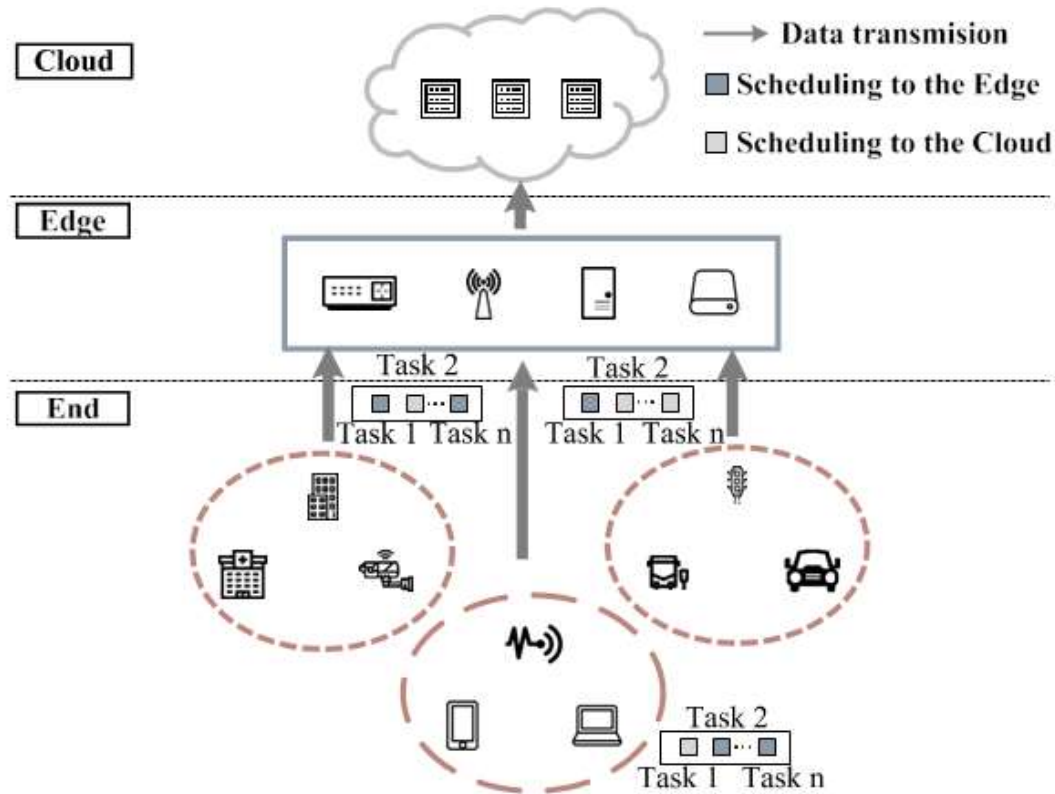 Cloud
Data transmision
Scheduling to the Edge
Scheduling to the Cloud
Edge
Task 2
Task 1 Task n
Task 2
Task 1 Task n
End
Task 2
Task 1 Task n